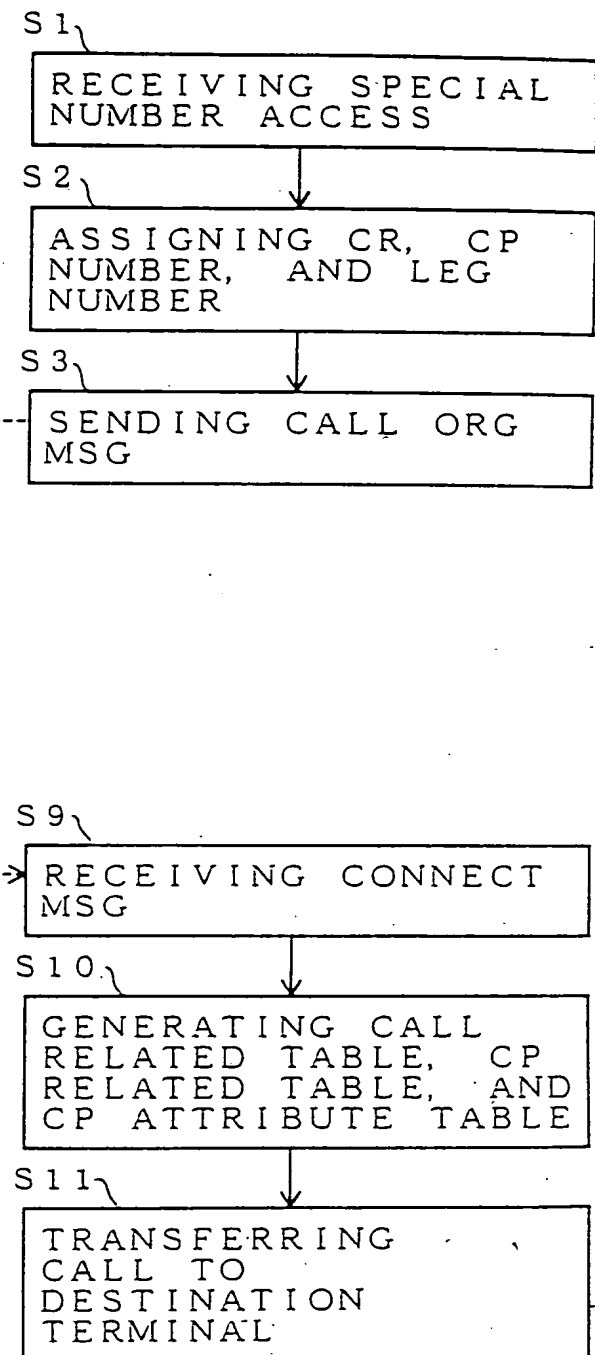 S1
RECEIVING SPECIAL
NUMBER ACCESS
S2
ASSIGNING CR, CP
NUMBER, AND LEG
NUMBER
S3
SENDING CALL ORG
MSG
S9
RECEIVING CONNECT
MSG
S10
GENERATING CALL
RELATED TABLE, CP
RELATED TABLE, AND
CP ATTRIBUTE TABLE
S11
TRANSFERRING
CALL TO
DESTINATION
TERMINAL